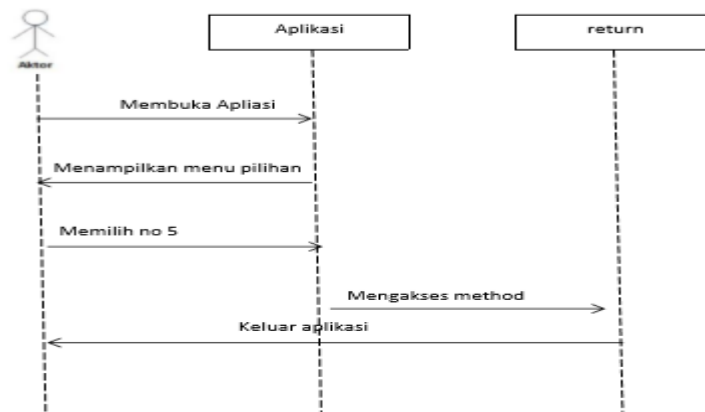 Aplikasi
return
Aktor
Membuka Apliasi
Menampilkan menu pilihan
Memilih no 5
Mengakses method
Keluar aplikasi